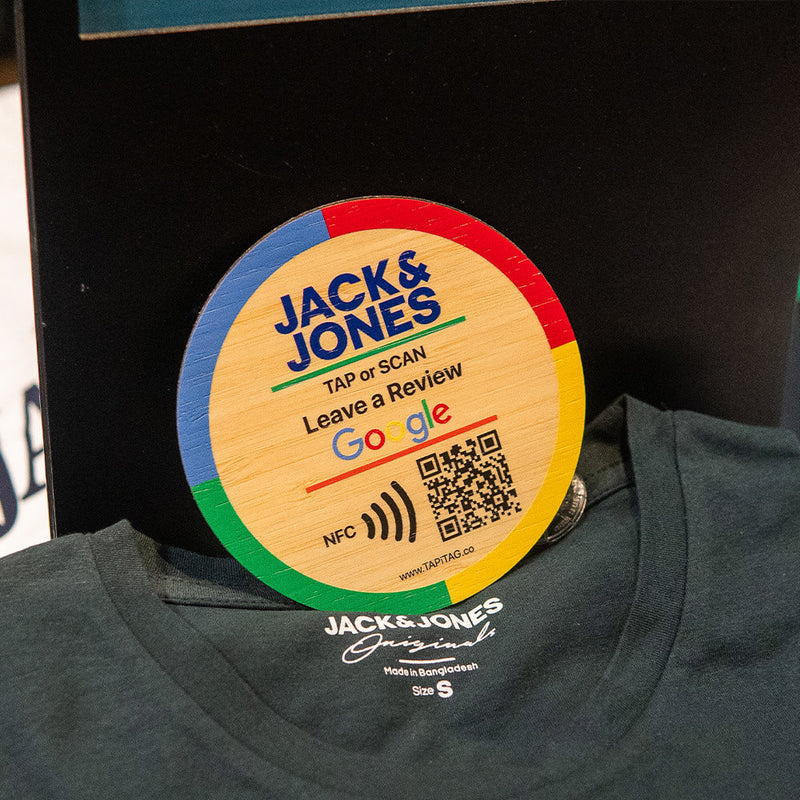 JACK&
JONES
TAP or SCAN
Leave a Review
Google
NFC
www.TAPiTAG.co
JACK&JONES
Originals
Made in Bangladesh
Size S